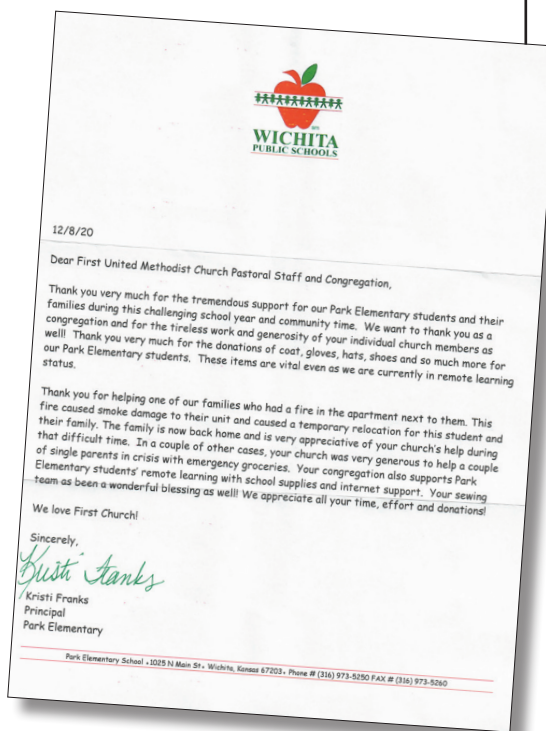 WICHITA
PUBLIC SCHOOLS
12/8/20
Dear First United Methodist Church Pastoral Staff and Congregation,
Thank you very much for the tremendous support for our Park Elementary students and their
families during this challenging school year and community time. We want to thank you as a
congregation and for the tireless work and generosity of your individual church members as
well! Thank you very much for the donations of coat, gloves, hats, shoes and so much more for
our Park Elementary students. These items are vital even as we are currently in remote learning
status.
Thank you for helping one of our families who had a fire in the apartment next to them. This
fire caused smoke damage to their unit and caused a temporary relocation for this student and
their family. The family is now back home and is very appreciative of your church's help during
that difficult time. In a couple of other cases, your church was very generous to help a couple
of single parents in crisis with emergency groceries. Your congregation also supports Park
Elementary students' remote learning with school supplies and internet support. Your sewing
team as been a wonderful blessing as well! We appreciate all your time, effort and donations!
We love First Church!
Sincerely,
Kristi Franks
Kristi Franks
Principal
Park Elementary
Park Elementary School • 1025 N Main St • Wichita, Kansas 67203 • Phone # (316) 973-5250 FAX # (316) 973-5260